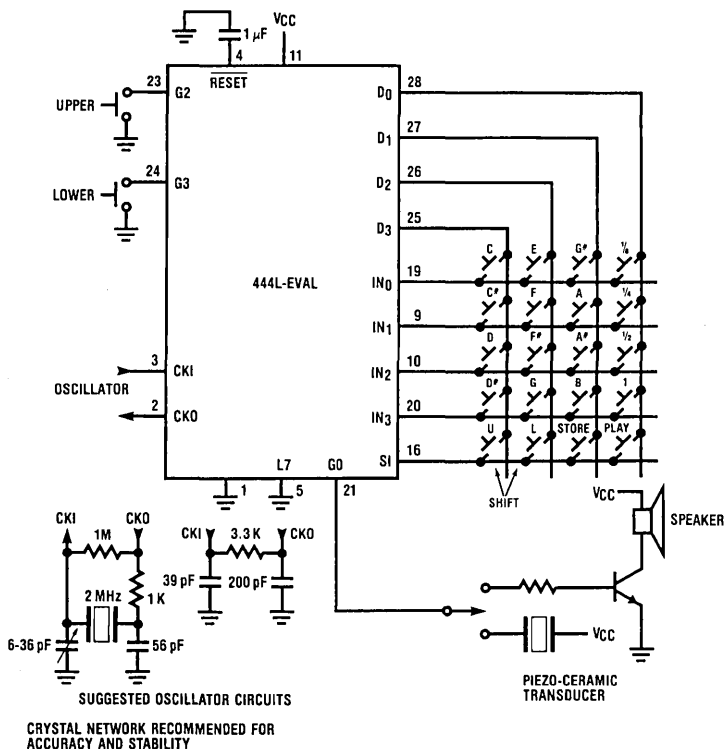 1 µF
VCC
4
11
RESET
23
G2
UPPER
24
G3
LOWER
444L-EVAL
D0
28
D1
27
D2
26
D3
25
IN0
19
IN1
9
IN2
10
IN3
20
SI
16
C E G# 1/8
C# F A 1/4
D F# A# 1/2
D# G B 1
U L STORE PLAY
SHIFT
3
CKI
OSCILLATOR
2
CKO
L7
G0
1
5
21
CKI
1M
CKO
1K
2 MHz
6-36 pF
56 pF
CKI
3.3 K
CKO
39 pF
200 pF
SUGGESTED OSCILLATOR CIRCUITS
CRYSTAL NETWORK RECOMMENDED FOR
ACCURACY AND STABILITY
VCC
SPEAKER
VCC
PIEZO-CERAMIC
TRANSDUCER